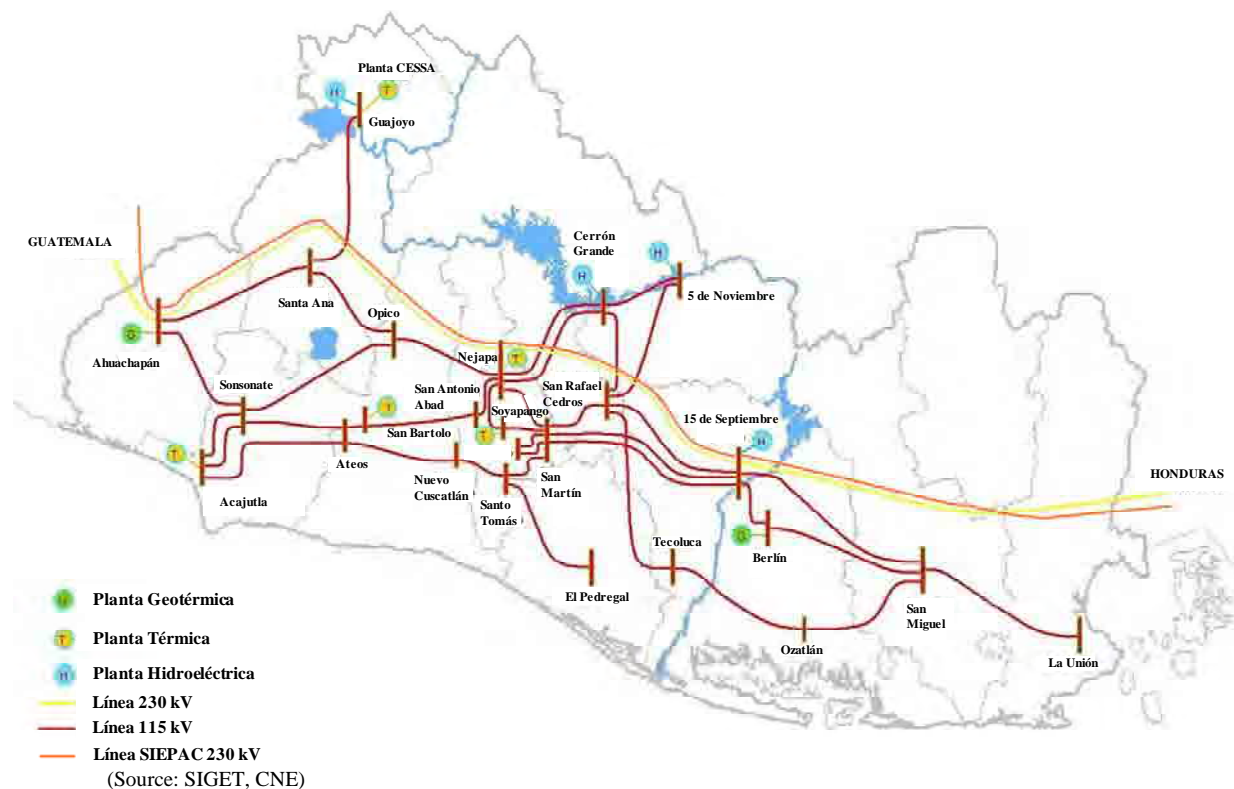 Planta CESSA
H
T
Guajoyo
GUATEMALA
Cerrón
Grande
H
H
5 de Noviembre
Santa Ana
Opico
G
Ahuachapán
Nejapa
T
Sonsonate
San Antonio
Abad
San Rafael
Cedros
T
San Bartolo
Soyapango
T
15 de Septiembre
H
T
Ateos
Acajutla
Nuevo
Cuscatlán
San
Martín
Santo
Tomás
HONDURAS
Tecoluca
G
Berlín
El Pedregal
San
Miguel
Ozatlán
La Unión
Planta Geotérmica
T
Planta Térmica
H
Planta Hidroeléctrica
Línea 230 kV
Línea 115 kV
Línea SIEPAC 230 kV
(Source: SIGET, CNE)